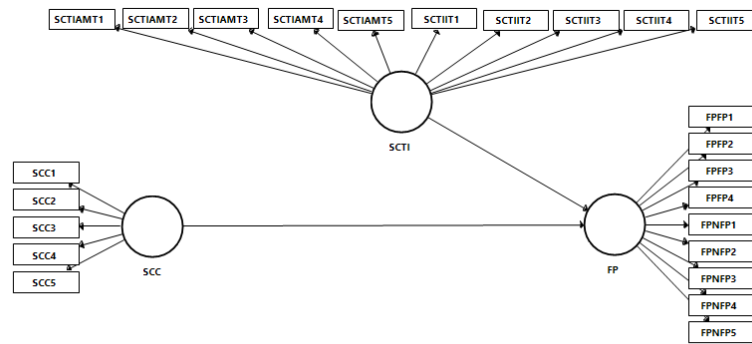 SCTIAMT1
SCTIAMT2
SCTIAMT3
SCTIAMT4
SCTIAMT5
SCTIIT1
SCTIIT2
SCTIIT3
SCTIIT4
SCTIIT5
SCTI
SCC1
SCC2
SCC3
SCC4
SCC5
SCC
FP
FPFP1
FPFP2
FPFP3
FPFP4
FPNFP1
FPNFP2
FPNFP3
FPNFP4
FPNFP5